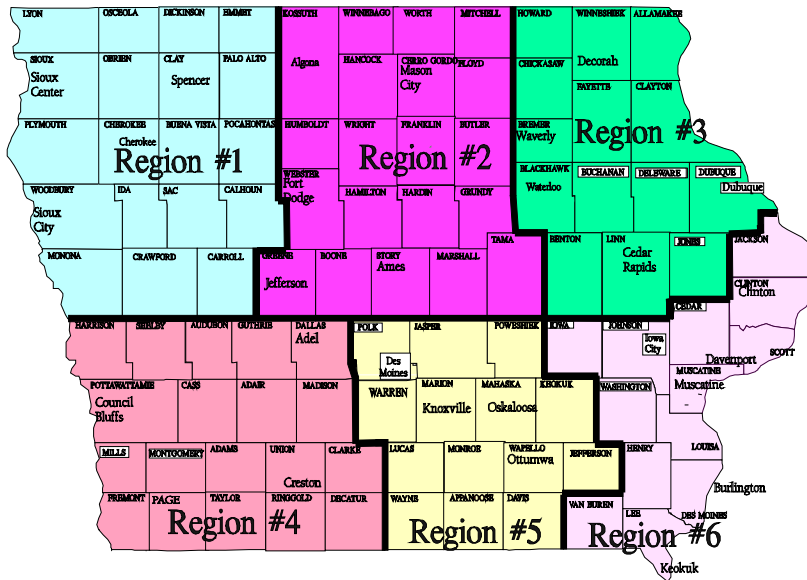 LYON OSCEOLA DICKINSON EMMET KOSSUTH WINNEBAGO WORTH MITCHELL HOWARD WINNESHIEK ALLAMAKEE
SIOUX OBRIEN CLAY PALO ALTO HANCOCK CERRO GORDO FLOYD CHICKASAW
Sioux
Center
Spencer
Algona
Mason
City
Decorah
FAYETTE CLAYTON
PLYMOUTH CHEROKEE BUENA VISTA POCAHONTAS HUMBOLDT WRIGHT FRANKLIN BUTLER BREMER
Cherokee
Waverly
Region #1
Region #2
Region #3
WOODBURY IDA SAC CALHOUN WEBSTER HAMILTON HARDIN GRUNDY BLACKHAWK BUCHANAN DELEWARE DUBUQUE
Sioux
City
Fort
Dodge
Waterloo
Dubuque
MONONA CRAWFORD CARROLL GREENE BOONE STORY MARSHALL TAMA BENTON LINN JONES JACKSON
Jefferson
Ames
Cedar
Rapids
CLINTON
Clinton
HARRISON SHELBY AUDUBON GUTHRIE DALLAS POLK JASPER POWESHIEK IOWA JOHNSON CEDAR
Adel
Des
Moines
Iowa
City
SCOTT
Davenport
POTTAWATTAMIE CASS ADAIR MADISON WARREN MARION MAHASKA KEOKUK WASHINGTON MUSCATINE
Council
Bluffs
Knoxville
Oskaloosa
Muscatine
MILLS MONTGOMERY ADAMS UNION CLARKE LUCAS MONROE WAPELLO JEFFERSON HENRY LOUISA
Creston
Ottumwa
Burlington
FREMONT PAGE TAYLOR RINGGOLD DECATUR WAYNE APPANOOSE DAVIS VAN BUREN LEE DES MOINES
Region #4
Region #5
Region #6
Keokuk